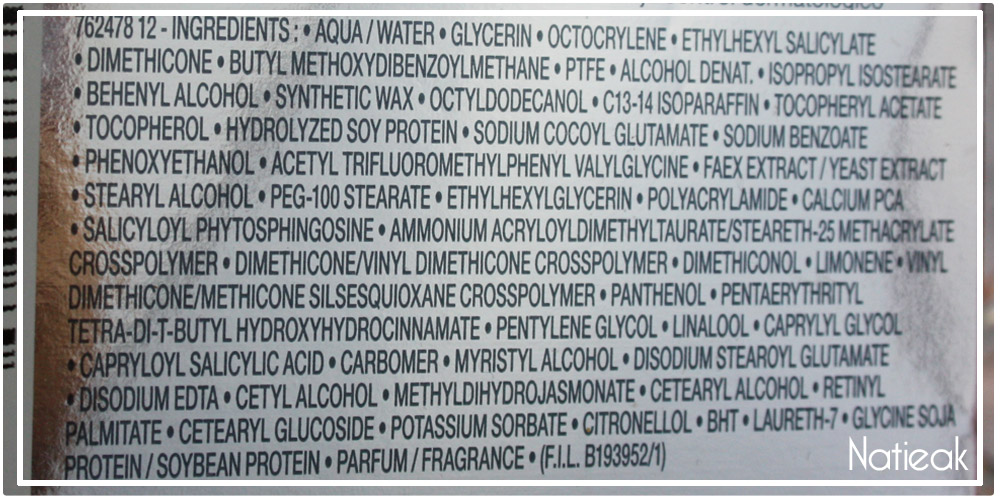 762478 12 - INGREDIENTS : • AQUA / WATER • GLYCERIN • OCTOCRYLENE • ETHYLHEXYL SALICYLATE
• DIMETHICONE • BUTYL METHOXYDIBENZOYLMETHANE • PTFE • ALCOHOL DENAT. • ISOPROPYL ISOSTEARATE
• BEHENYL ALCOHOL • SYNTHETIC WAX • OCTYLDODECANOL • C13-14 ISOPARAFFIN • TOCOPHERYL ACETATE
• TOCOPHEROL • HYDROLYZED SOY PROTEIN • SODIUM COCOYL GLUTAMATE • SODIUM BENZOATE
• PHENOXYETHANOL • ACETYL TRIFLUOROMETHYLPHENYL VALYLGLYCINE • FAEX EXTRACT / YEAST EXTRACT
• STEARYL ALCOHOL • PEG-100 STEARATE • ETHYLHEXYLGLYCERIN • POLYACRYLAMIDE • CALCIUM PCA
• SALICYLOYL PHYTOSPHINGOSINE • AMMONIUM ACRYLOYLDIMETHYLTAURATE/STEARETH-25 METHACRYLATE
CROSSPOLYMER • DIMETHICONE/VINYL DIMETHICONE CROSSPOLYMER • DIMETHICONOL • LIMONENE • VINYL
DIMETHICONE/METHICONE SILSESQUIOXANE CROSSPOLYMER • PANTHENOL • PENTAERYTHRITYL
TETRA-DI-T-BUTYL HYDROXYHYDROCINNAMATE • PENTYLENE GLYCOL • LINALOOL • CAPRYLYL GLYCOL
• CAPRYLOYL SALICYLIC ACID • CARBOMER • MYRISTYL ALCOHOL • DISODIUM STEAROYL GLUTAMATE
• DISODIUM EDTA • CETYL ALCOHOL • METHYLDIHYDROJASMONATE • CETEARYL ALCOHOL • RETINYL
PALMITATE • CETEARYL GLUCOSIDE • POTASSIUM SORBATE • CITRONELLOL • BHT • LAURETH-7 • GLYCINE SOJA
PROTEIN / SOYBEAN PROTEIN • PARFUM / FRAGRANCE • (F.I.L. B193952/1)
Natieak